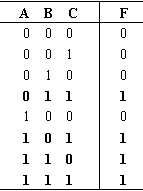 A B C F
0 0 0 0
0 0 1 0
0 1 0 0
0 1 1 1
1 0 0 0
1 0 1 1
1 1 0 1
1 1 1 1